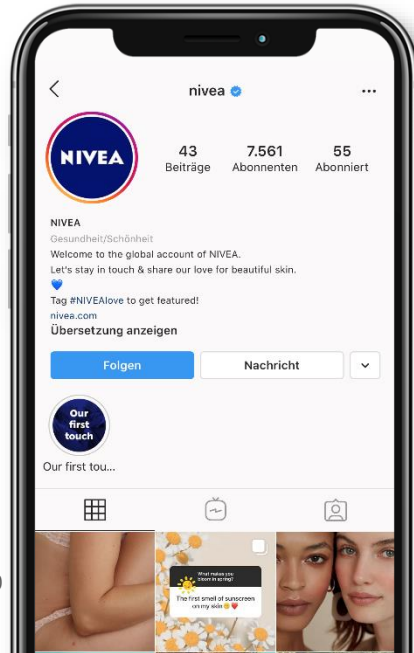 nivea
NIVEA
43 7.561 55
Beiträge Abonnenten Abonniert
NIVEA
Gesundheit/Schönheit
Welcome to the global account of NIVEA.
Let's stay in touch & share our love for beautiful skin.
💙
Tag #NIVEAlove to get featured!
nivea.com
Übersetzung anzeigen
Folgen Nachricht
Our
first
touch
Our first tou...
What makes you
bloom in spring?
The first smell of sunscreen
on my skin 😊❤️